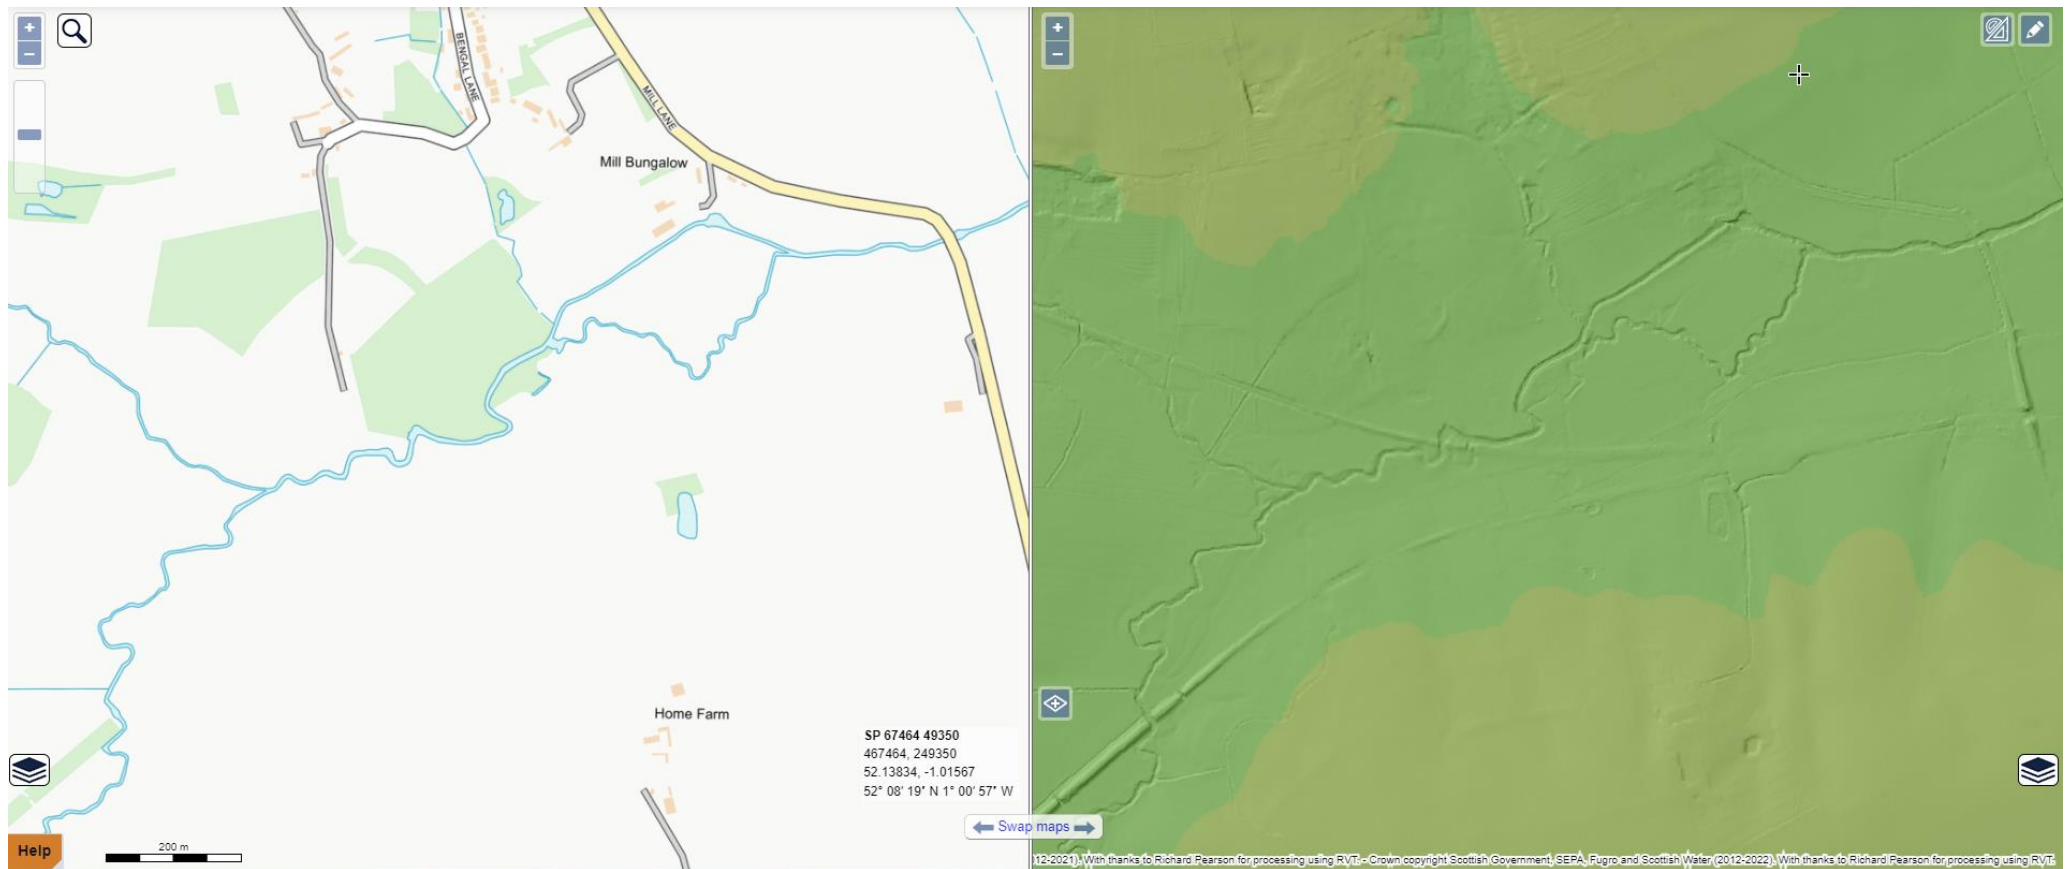 +
−
BENGAL LANE
MILL LANE
Mill Bungalow
Home Farm
SP 67464 49350
467464, 249350
52.13834, -1.01567
52° 08′ 19″ N 1° 00′ 57″ W
Swap maps
Help
200 m
+
−
12-2021). With thanks to Richard Pearson for processing using RVT. - Crown copyright Scottish Government, SEPA, Fugro and Scottish Water (2012-2022). With thanks to Richard Pearson for processing using RVT.